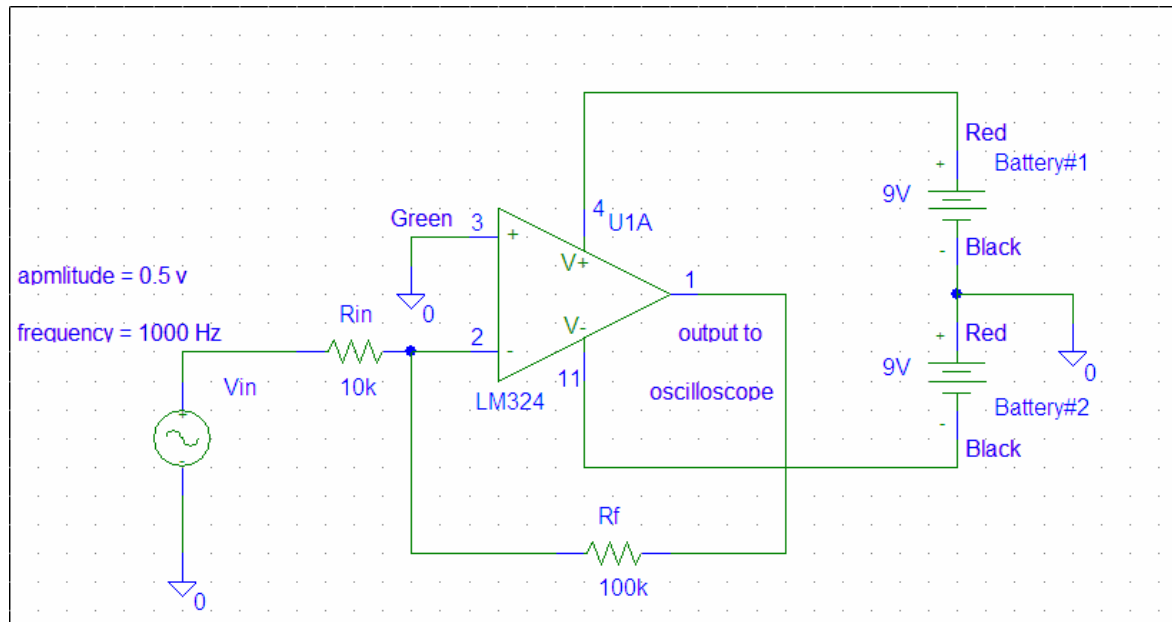 Red
+
Battery#1
9V
4
U1A
Green
3
+
V+
-
Black
apmlitude = 0.5 v
1
0
Rin
frequency = 1000 Hz
V-
output to
+
Red
2
-
9V
0
Vin
10k
11
LM324
oscilloscope
Battery#2
+
-
-
Black
Rf
100k
0